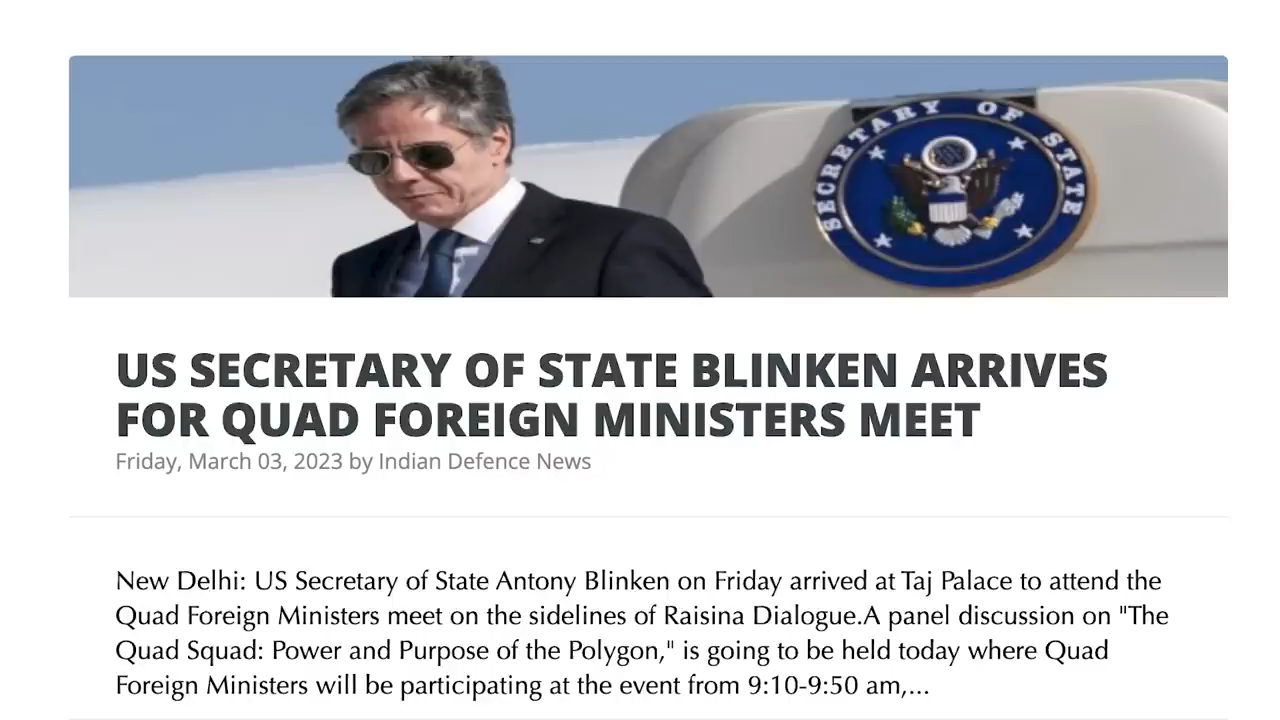 SECRETARY OF STATE
US SECRETARY OF STATE BLINKEN ARRIVES
FOR QUAD FOREIGN MINISTERS MEET
Friday, March 03, 2023 by Indian Defence News
New Delhi: US Secretary of State Antony Blinken on Friday arrived at Taj Palace to attend the
Quad Foreign Ministers meet on the sidelines of Raisina Dialogue.A panel discussion on "The
Quad Squad: Power and Purpose of the Polygon," is going to be held today where Quad
Foreign Ministers will be participating at the event from 9:10-9:50 am,...